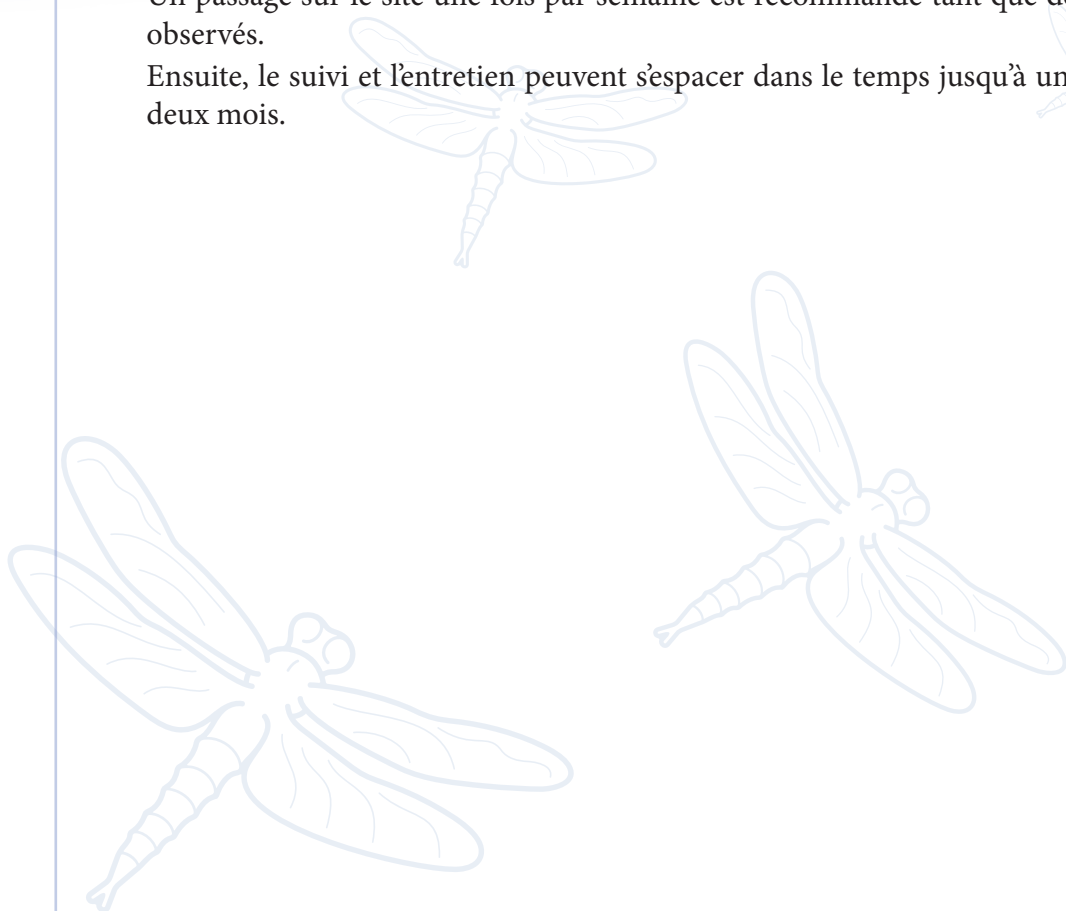 Un passage sur le site une fois par semaine est recommandé tant que
observés.
Ensuite, le suivi et l'entretien peuvent s'espacer dans le temps jusqu'à un
deux mois.